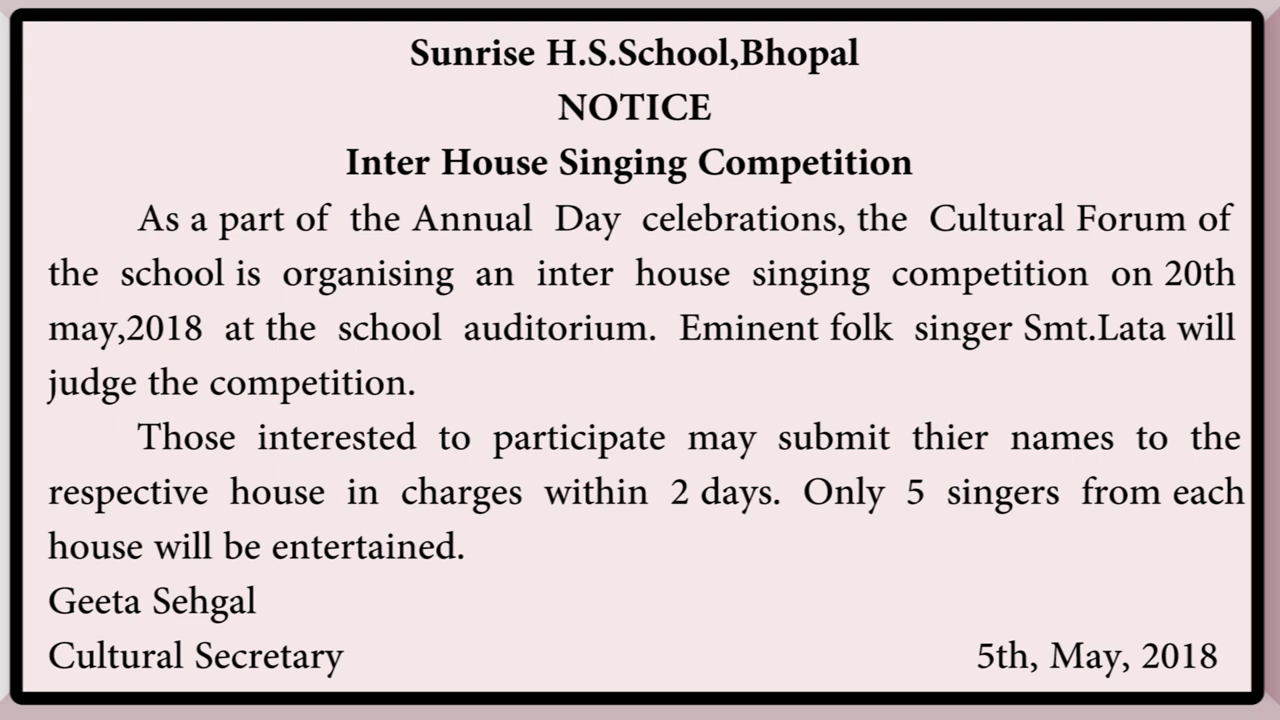 Sunrise H.S.School,Bhopal
NOTICE
Inter House Singing Competition
As a part of the Annual Day celebrations, the Cultural Forum of
the school is organising an inter house singing competition on 20th
may,2018 at the school auditorium. Eminent folk singer Smt.Lata will
judge the competition.
Those interested to participate may submit thier names to the
respective house in charges within 2 days. Only 5 singers from each
house will be entertained.
Geeta Sehgal
Cultural Secretary 5th, May, 2018